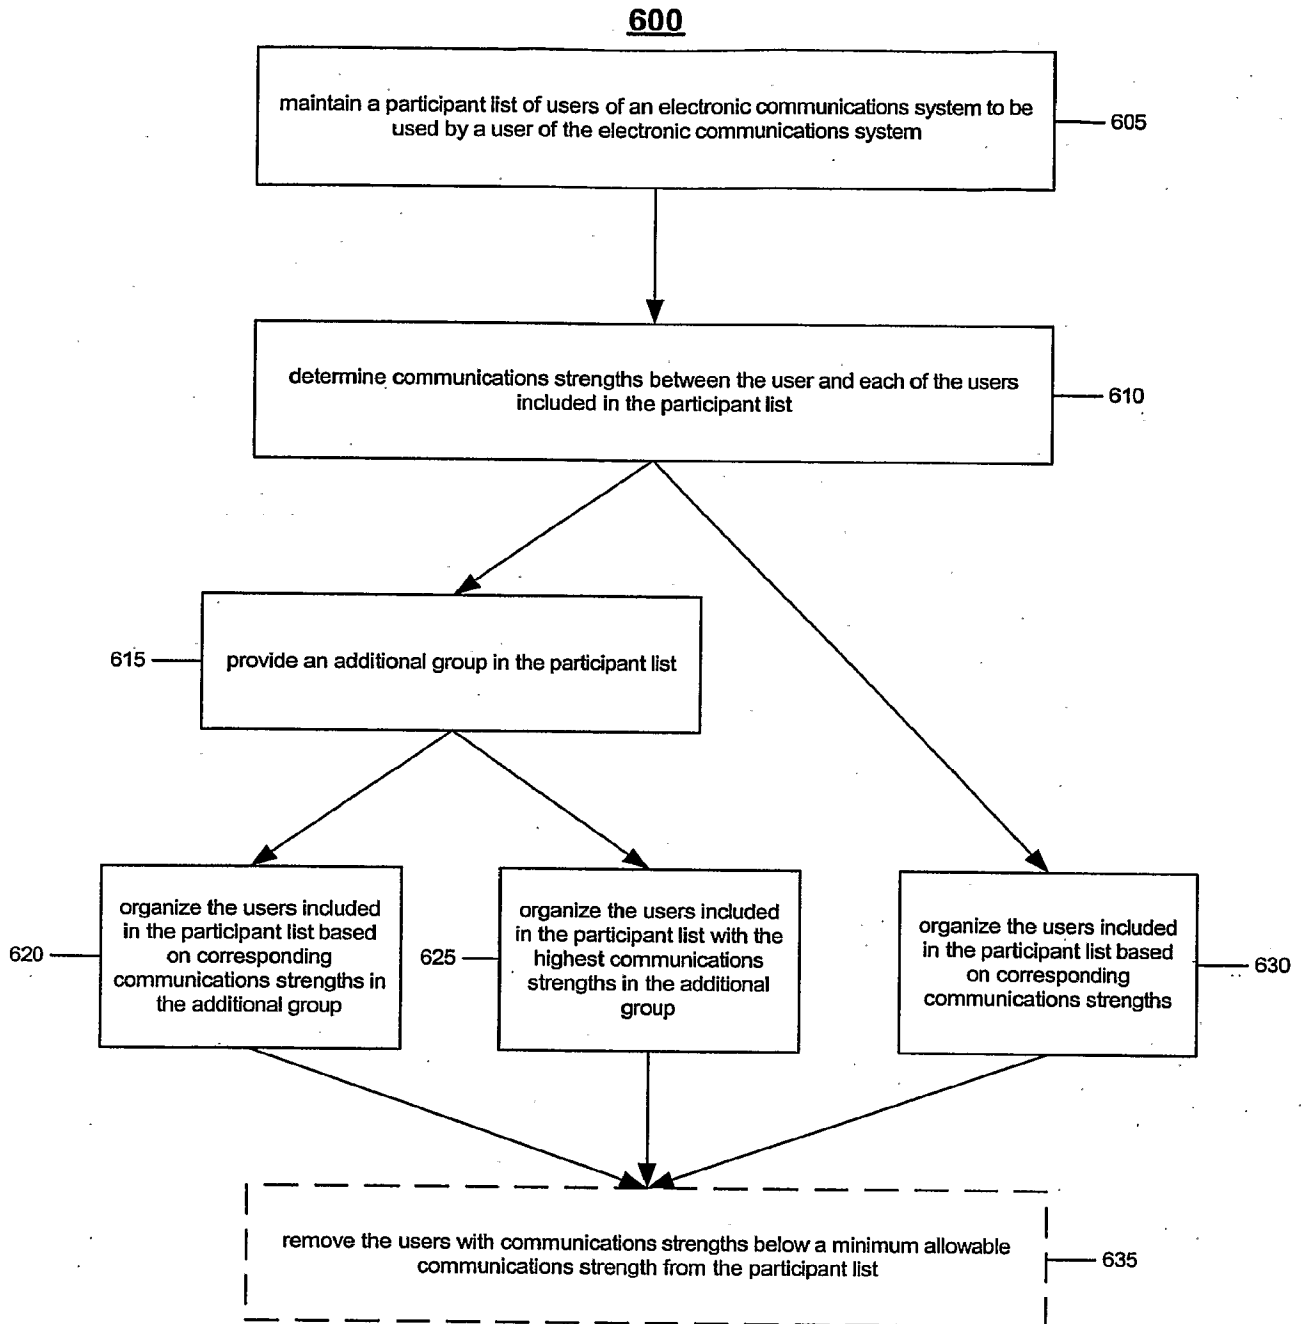 600
maintain a participant list of users of an electronic communications system to be
used by a user of the electronic communications system
605
determine communications strengths between the user and each of the users
included in the participant list
610
615
provide an additional group in the participant list
620
organize the users included
in the participant list based
on corresponding
communications strengths in
the additional group
625
organize the users included
in the participant list with the
highest communications
strengths in the additional
group
organize the users included
in the participant list based
on corresponding
communications strengths
630
remove the users with communications strengths below a minimum allowable
communications strength from the participant list
635